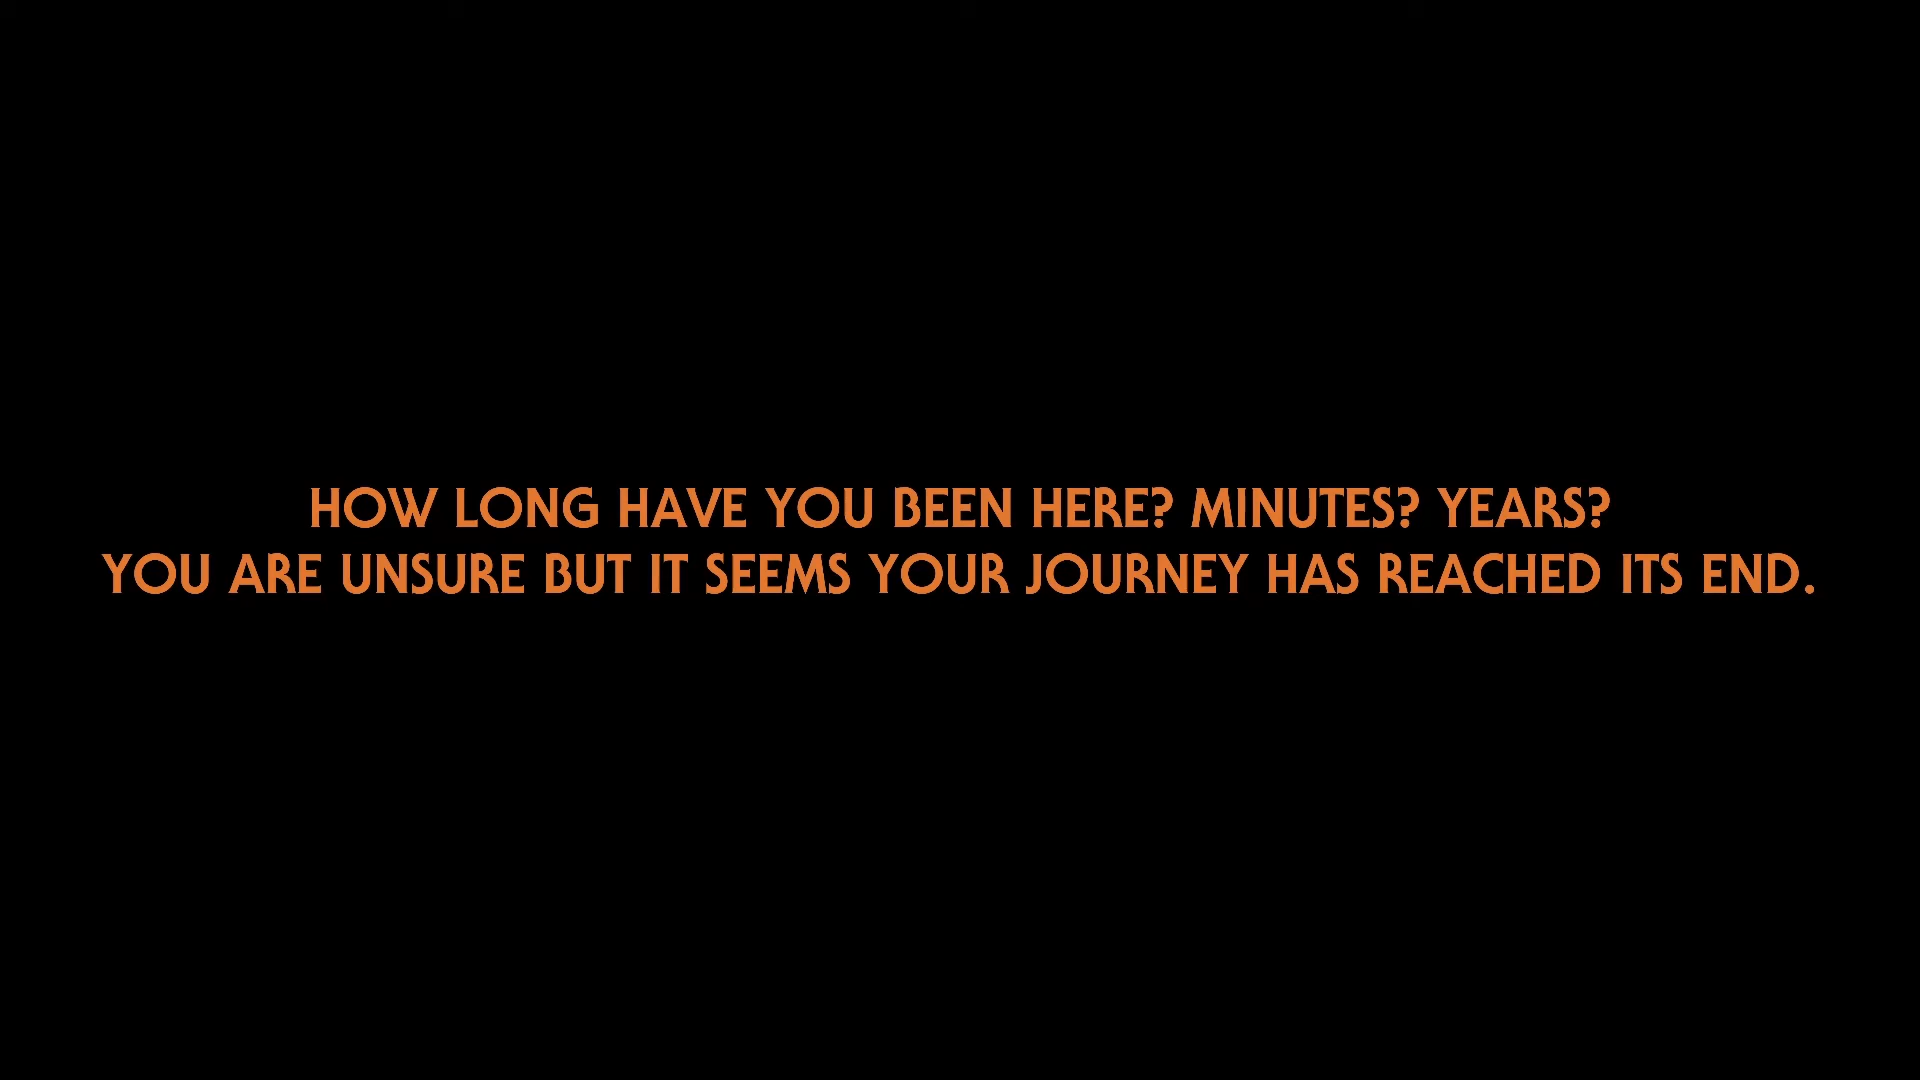 HOW LONG HAVE YOU BEEN HERE? MINUTES? YEARS?
YOU ARE UNSURE BUT IT SEEMS YOUR JOURNEY HAS REACHED ITS END.